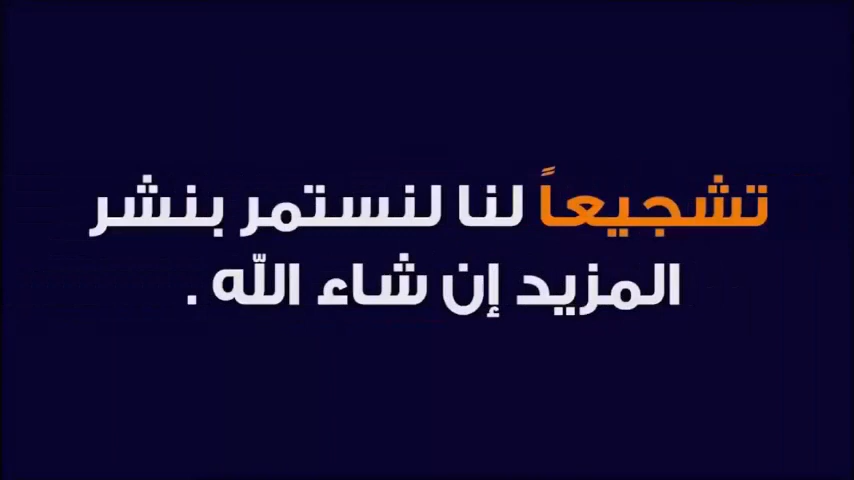 تشجيعاً لنا لنستمر بنشر
المزيد إن شاء الله .